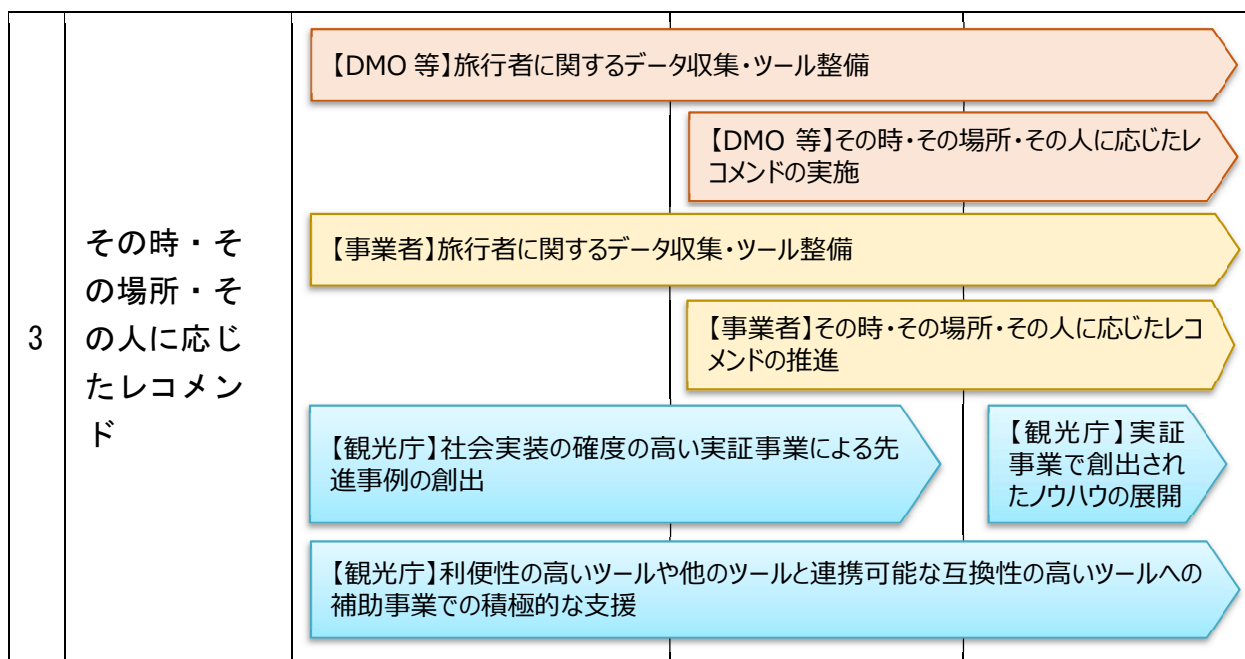 3
その時・そ
の場所・そ
の人に応じ
たレコメン
ド
【DMO 等】旅行者に関するデータ収集・ツール整備
【DMO 等】その時・その場所・その人に応じたレ
コメンドの実施
【事業者】旅行者に関するデータ収集・ツール整備
【事業者】その時・その場所・その人に応じたレコ
メンドの推進
【観光庁】社会実装の確度の高い実証事業による先
進事例の創出
【観光庁】実証
事業で創出され
たノウハウの展開
【観光庁】利便性の高いツールや他のツールと連携可能な互換性の高いツールへの
補助事業での積極的な支援